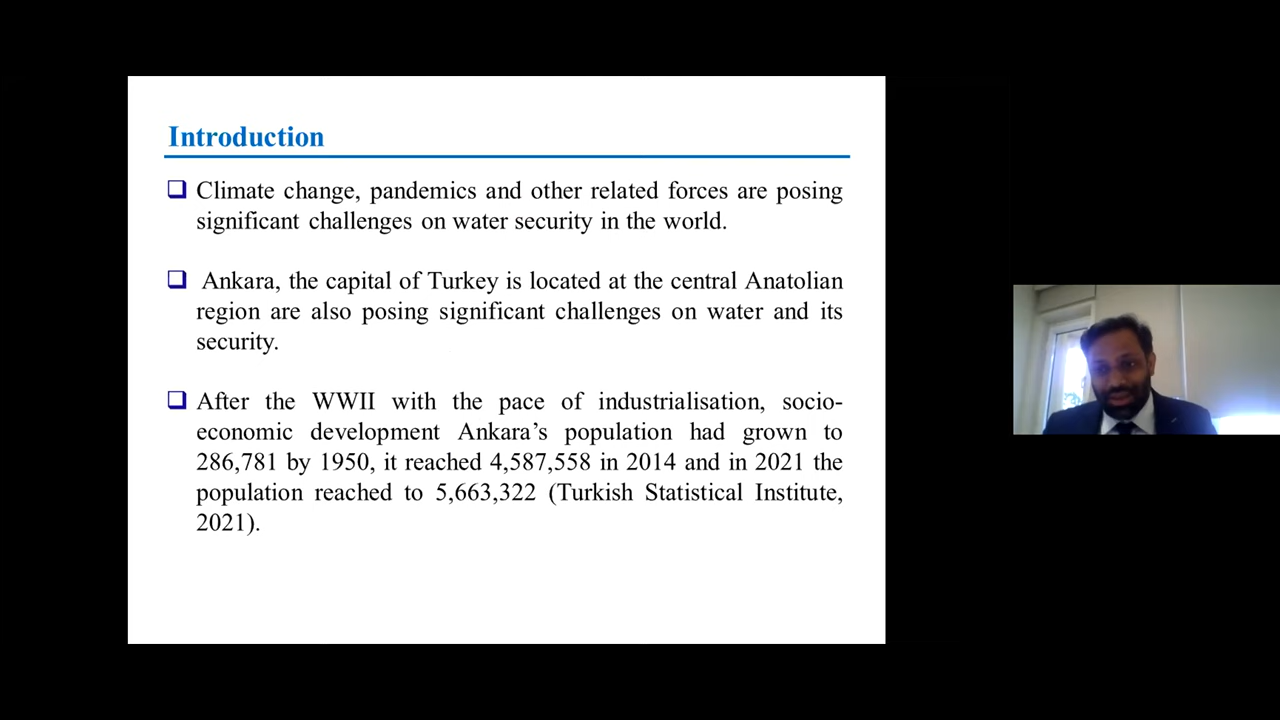 Introduction
Climate change, pandemics and other related forces are posing
significant challenges on water security in the world.
Ankara, the capital of Turkey is located at the central Anatolian
region are also posing significant challenges on water and its
security.
After the WWII with the pace of industrialisation, socio-
economic development Ankara’s population had grown to
286,781 by 1950, it reached 4,587,558 in 2014 and in 2021 the
population reached to 5,663,322 (Turkish Statistical Institute,
2021).